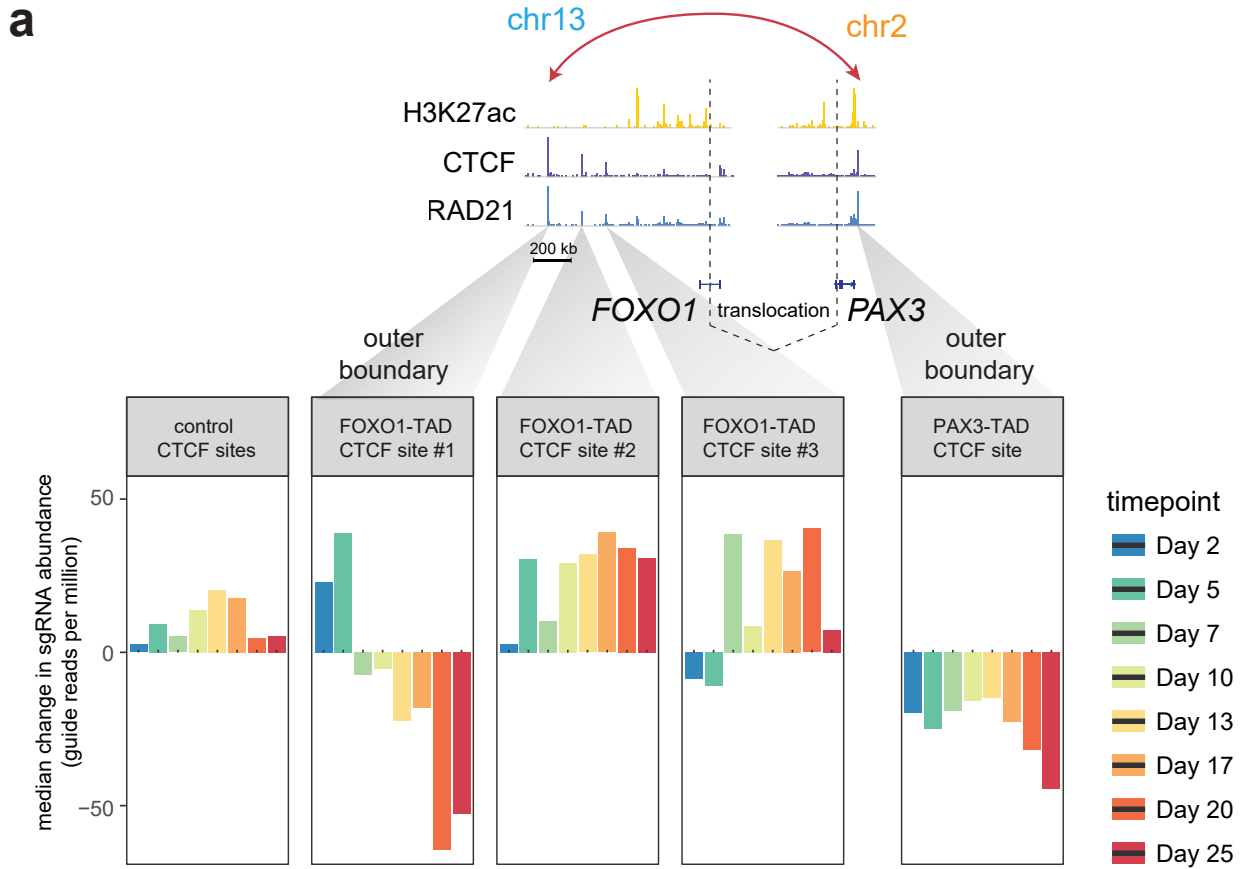 a
chr13
chr2
H3K27ac
CTCF
RAD21
200 kb
FOXO1
translocation
PAX3
outer
boundary
outer
boundary
control
CTCF sites
FOXO1-TAD
CTCF site #1
FOXO1-TAD
CTCF site #2
FOXO1-TAD
CTCF site #3
PAX3-TAD
CTCF site
median change in sgRNA abundance
(guide reads per million)
50
0
−50
timepoint
Day 2
Day 5
Day 7
Day 10
Day 13
Day 17
Day 20
Day 25